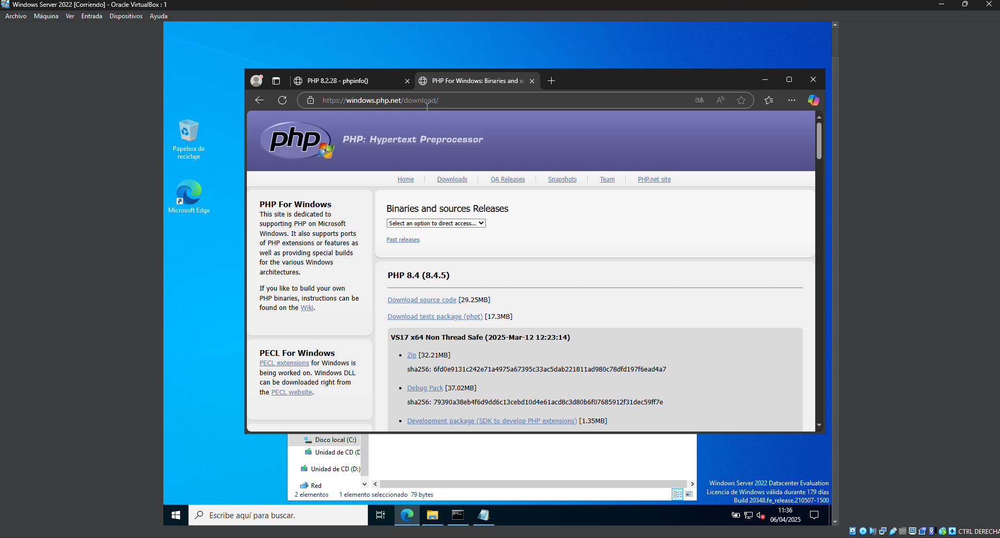 Windows Server 2022 [Corriendo] - Oracle VirtualBox : 1
Archivo Máquina Ver Entrada Dispositivos Ayuda
Papelera de
reciclaje
Microsoft Edge
PHP 8.2.28 - phpinfo()
PHP For Windows: Binaries and sc
https://windows.php.net/download/
php
PHP: Hypertext Preprocessor
Home Downloads QA Releases Snapshots Team PHP.net site
PHP For Windows
This site is dedicated to
supporting PHP on Microsoft
Windows. It also supports ports
of PHP extensions or features as
well as providing special builds
for the various Windows
architectures.
If you like to build your own
PHP binaries, instructions can be
found on the Wiki.
PECL For Windows
PECL extensions for Windows is
being worked on. Windows DLL
can be downloaded right from
the PECL website.
Binaries and sources Releases
Select an option to direct access...
Past releases
PHP 8.4 (8.4.5)
Download source code [29.25MB]
Download tests package (phpt) [17.3MB]
VS17 x64 Non Thread Safe (2025-Mar-12 12:23:14)
Zip [32.21MB]
sha256: 6fd0e9131c242e71a4975a67395c33ac5dab221811ad980c78dfd197f6ead4a7
Debug Pack [37.02MB]
sha256: 79390a38eb4f6d9dd6c13cebd10d4e61acd8c3d80b6f07685912f31dec59ff7e
Development package (SDK to develop PHP extensions) [1.35MB]
Disco local (C:)
Unidad de CD (D
Unidad de CD (D:)
Red
2 elementos 1 elemento seleccionado 79 bytes
Windows Server 2022 Datacenter Evaluation
Licencia de Windows válida durante 179 días
Build 20348.fe_release.210507-1500
Escribe aquí para buscar.
11:36
06/04/2025
CTRL DERECHA